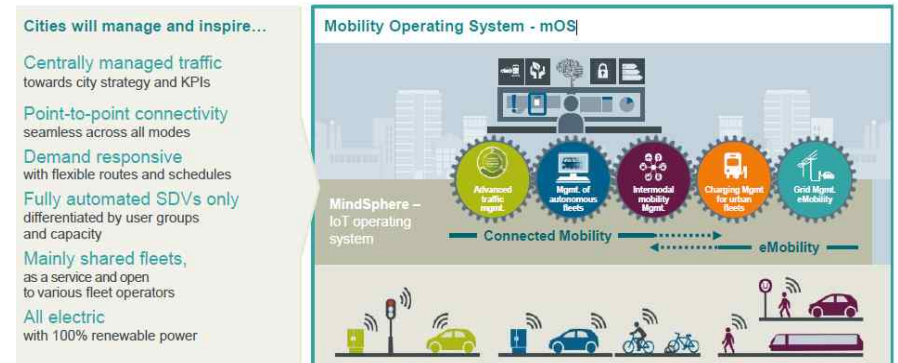 Cities will manage and inspire…
Centrally managed traffic
towards city strategy and KPIs
Point-to-point connectivity
seamless across all modes
Demand responsive
with flexible routes and schedules
Fully automated SDVs only
differentiated by user groups
and capacity
Mainly shared fleets,
as a service and open
to various fleet operators
All electric
with 100% renewable power
Mobility Operating System - mOS
Advanced
traffic
mgmt.
Mgmt. of
autonomous
fleets
Intermodal
mobility
Mgmt.
Charging Mgmt
for urban
fleets
Grid Mgmt.
eMobility
MindSphere –
IoT operating
system
Connected Mobility
eMobility